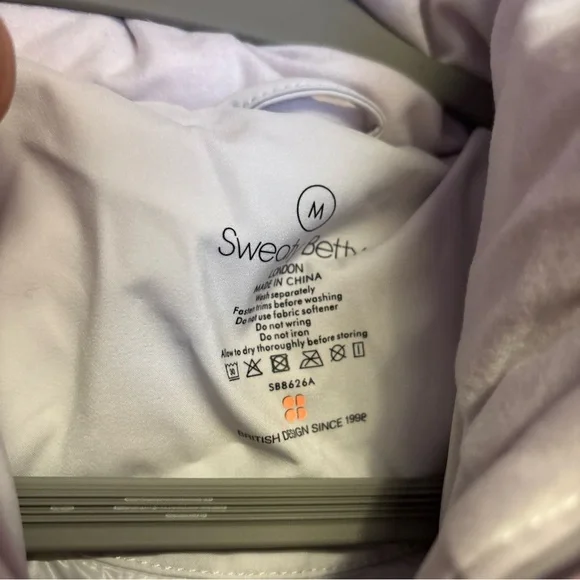 M
Sweaty Betty
LONDON
MADE IN CHINA
Wash separately
Fasten trims before washing
Do not use fabric softener
Do not wring
Do not iron
Allow to dry thoroughly before storing
SB8626A
BRITISH DESIGN SINCE 1998